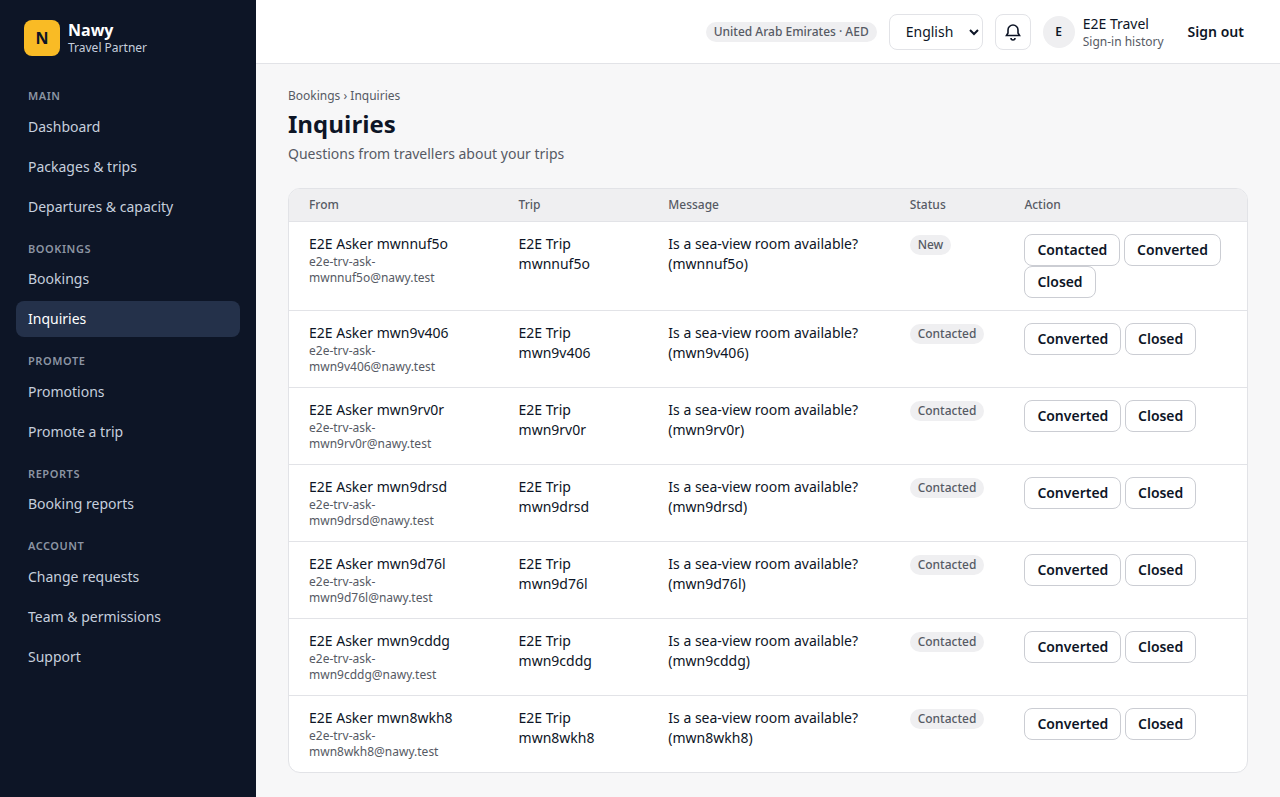 N
Nawy
Travel Partner
United Arab Emirates · AED
English
E
E2E Travel
Sign-in history
Sign out
MAIN
Dashboard
Packages & trips
Departures & capacity
BOOKINGS
Bookings
Inquiries
PROMOTE
Promotions
Promote a trip
REPORTS
Booking reports
ACCOUNT
Change requests
Team & permissions
Support
Bookings › Inquiries
Inquiries
Questions from travellers about your trips
From Trip Message Status Action
E2E Asker mwnnuf5o
e2e-trv-ask-
mwnnuf5o@nawy.test
E2E Trip
mwnnuf5o
Is a sea-view room available?
(mwnnuf5o)
New
Contacted Converted
Closed
E2E Asker mwn9v406
e2e-trv-ask-
mwn9v406@nawy.test
E2E Trip
mwn9v406
Is a sea-view room available?
(mwn9v406)
Contacted
Converted Closed
E2E Asker mwn9rv0r
e2e-trv-ask-
mwn9rv0r@nawy.test
E2E Trip
mwn9rv0r
Is a sea-view room available?
(mwn9rv0r)
Contacted
Converted Closed
E2E Asker mwn9drsd
e2e-trv-ask-
mwn9drsd@nawy.test
E2E Trip
mwn9drsd
Is a sea-view room available?
(mwn9drsd)
Contacted
Converted Closed
E2E Asker mwn9d76l
e2e-trv-ask-
mwn9d76l@nawy.test
E2E Trip
mwn9d76l
Is a sea-view room available?
(mwn9d76l)
Contacted
Converted Closed
E2E Asker mwn9cddg
e2e-trv-ask-
mwn9cddg@nawy.test
E2E Trip
mwn9cddg
Is a sea-view room available?
(mwn9cddg)
Contacted
Converted Closed
E2E Asker mwn8wkh8
e2e-trv-ask-
mwn8wkh8@nawy.test
E2E Trip
mwn8wkh8
Is a sea-view room available?
(mwn8wkh8)
Contacted
Converted Closed